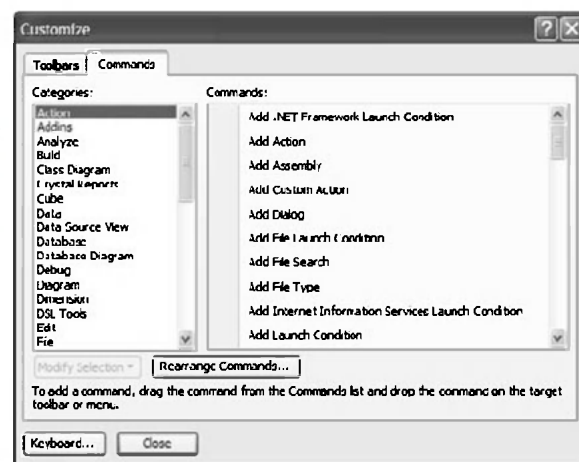 Customize
Toolbars Commands
Categories:
Action
Addins
Analyze
Build
Class Diagram
Crystal Reports
Cube
Data
Data Source View
Database
Database Diagram
Debug
Diagram
Dimension
DSL Tools
Edit
File
Commands:
Add .NET Framework Launch Condition
Add Action
Add Assembly
Add Custom Action
Add Dialog
Add File Launch Condition
Add File Search
Add File Type
Add Internet Information Services Launch Condition
Add Launch Condition
Modify Selection Rearrange Commands...
To add a command, drag the command from the Commands list and drop the command on the target
toolbar or menu.
Keyboard... Close